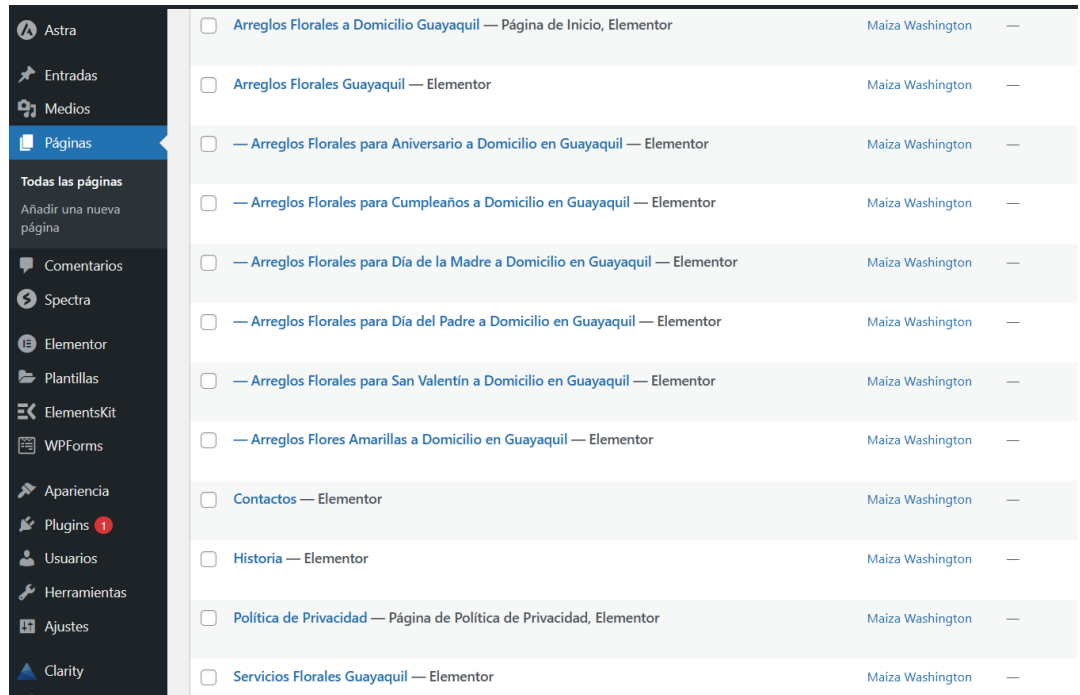 Astra
Entradas
Medios
Páginas
Todas las páginas
Añadir una nueva
página
Comentarios
Spectra
Elementor
Plantillas
ElementsKit
WPForms
Apariencia
Plugins 1
Usuarios
Herramientas
Ajustes
Clarity
Arreglos Florales a Domicilio Guayaquil — Página de Inicio, Elementor Maiza Washington —
Arreglos Florales Guayaquil — Elementor Maiza Washington —
— Arreglos Florales para Aniversario a Domicilio en Guayaquil — Elementor Maiza Washington —
— Arreglos Florales para Cumpleaños a Domicilio en Guayaquil — Elementor Maiza Washington —
— Arreglos Florales para Día de la Madre a Domicilio en Guayaquil — Elementor Maiza Washington —
— Arreglos Florales para Día del Padre a Domicilio en Guayaquil — Elementor Maiza Washington —
— Arreglos Florales para San Valentín a Domicilio en Guayaquil — Elementor Maiza Washington —
— Arreglos Flores Amarillas a Domicilio en Guayaquil — Elementor Maiza Washington —
Contactos — Elementor Maiza Washington —
Historia — Elementor Maiza Washington —
Política de Privacidad — Página de Política de Privacidad, Elementor Maiza Washington —
Servicios Florales Guayaquil — Elementor Maiza Washington —